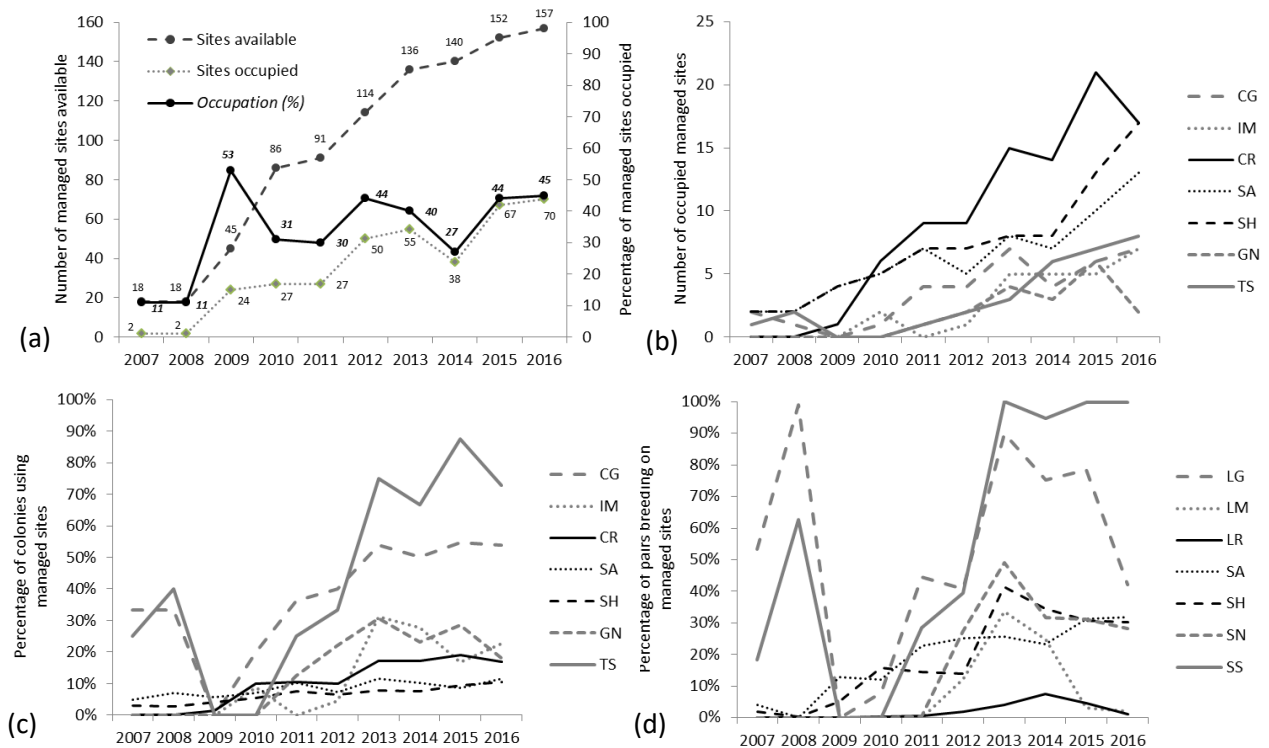 160
140
120
100
80
60
40
20
0
Number of managed sites available
100
90
80
70
60
50
40
30
20
10
0
Percentage of managed sites occupied
Sites available
Sites occupied
Occupation (%)
18
18
45
86
91
114
136
140
152
157
11
11
53
31
30
44
40
27
44
45
2
2
24
27
27
50
55
38
67
70
2007 2008 2009 2010 2011 2012 2013 2014 2015 2016
(a)
25
20
15
10
5
0
Number of occupied managed sites
2007 2008 2009 2010 2011 2012 2013 2014 2015 2016
CG
IM
CR
SA
SH
GN
TS
(b)
100%
90%
80%
70%
60%
50%
40%
30%
20%
10%
0%
Percentage of colonies using
managed sites
2007 2008 2009 2010 2011 2012 2013 2014 2015 2016
CG
IM
CR
SA
SH
GN
TS
(c)
100%
90%
80%
70%
60%
50%
40%
30%
20%
10%
0%
Percentage of pairs breeding on
managed sites
2007 2008 2009 2010 2011 2012 2013 2014 2015 2016
LG
LM
LR
SA
SH
SN
SS
(d)